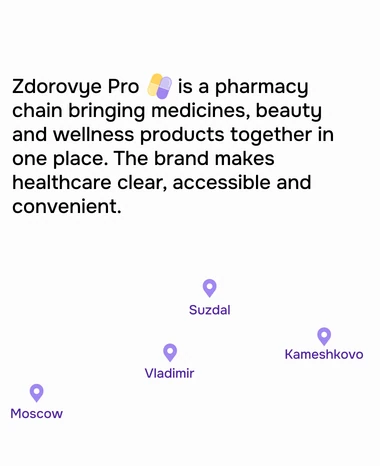 Zdorovye Pro is a pharmacy
chain bringing medicines, beauty
and wellness products together in
one place. The brand makes
healthcare clear, accessible and
convenient.
Suzdal
Kameshkovo
Vladimir
Moscow